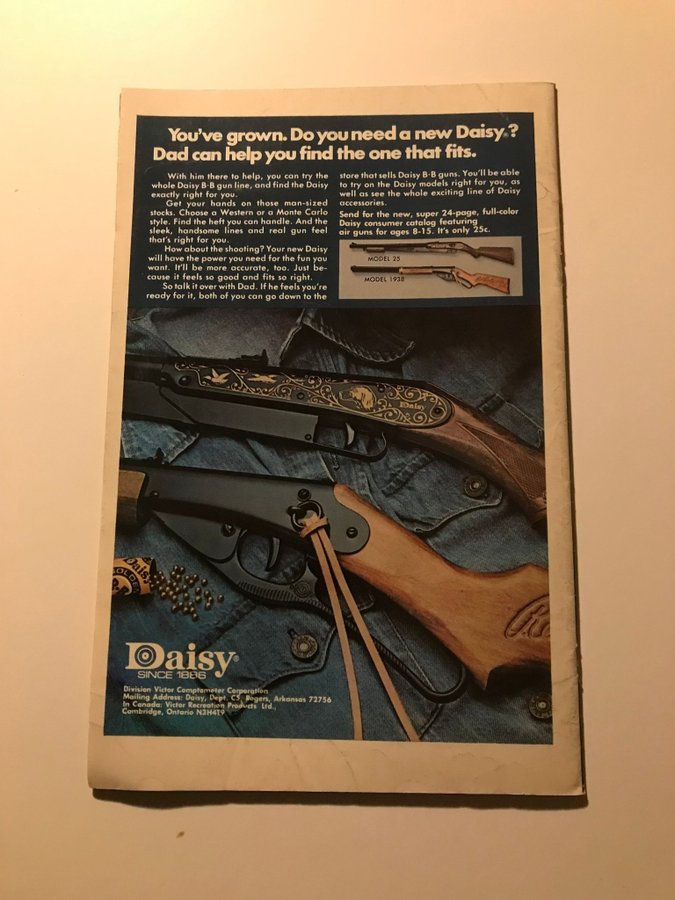 You've grown. Do you need a new Daisy®?
Dad can help you find the one that fits.
With him there to help, you can try the
whole Daisy B-B gun line, and find the Daisy
exactly right for you.
Get your hands on those man-sized
stocks. Choose a Western or a Monte Carlo
style. Find the heft you can handle. And the
sleek, handsome lines and real gun feel
that's right for you.
How about the shooting? Your new Daisy
will have the power you need for the fun you
want. It'll be more accurate, too. Just be-
cause it feels so good and fits so right.
So talk it over with Dad. If he feels you're
ready for it, both of you can go down to the
store that sells Daisy B-B guns. You'll be able
to try on the Daisy models right for you, as
well as see the whole exciting line of Daisy
accessories.
Send for the new, super 24-page, full-color
Daisy consumer catalog featuring
air guns for ages 8-15. It's only 25c.
MODEL 25
MODEL 1938
Daisy
Daisy
GOLDEN
Daisy®
SINCE 1886
Division Victor Comptometer Corporation
Mailing Address: Daisy, Dept. C5, Rogers, Arkansas 72756
In Canada: Victor Recreation Products Ltd.,
Cambridge, Ontario N3H4T9